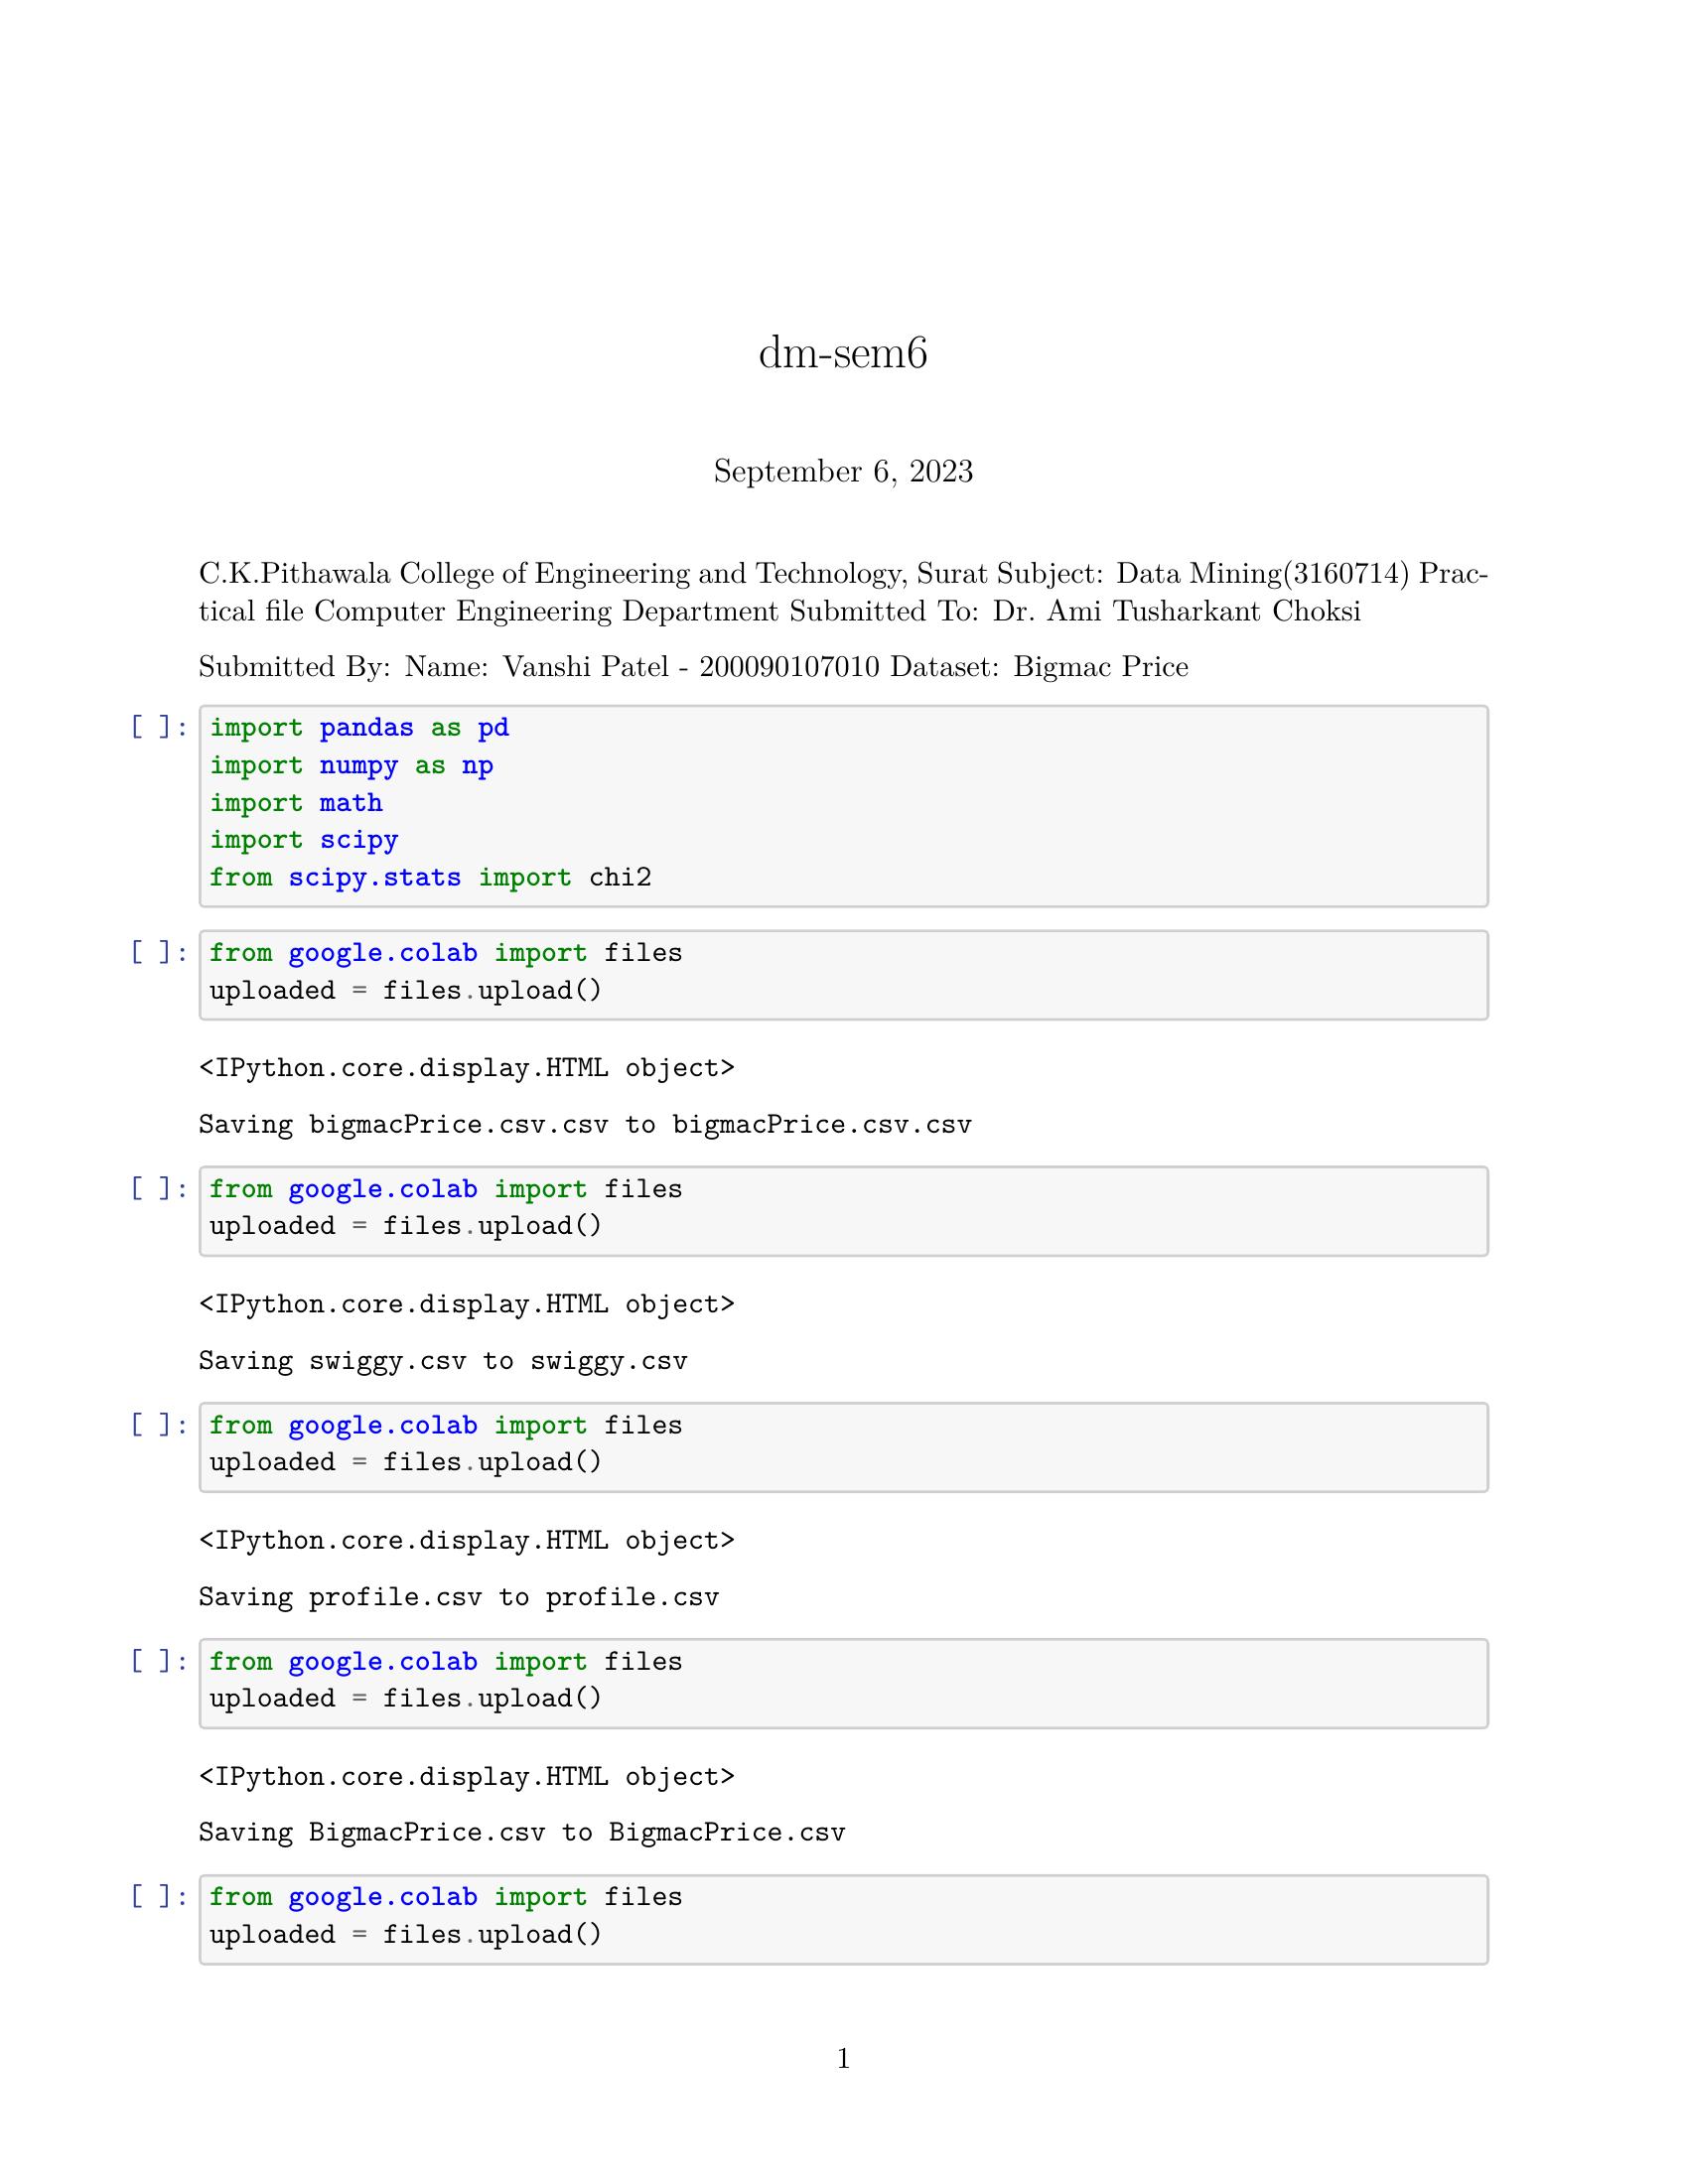 dm-sem6
September 6, 2023
C.K.Pithawala College of Engineering and Technology, Surat Subject: Data Mining(3160714) Prac-
tical file Computer Engineering Department Submitted To: Dr. Ami Tusharkant Choksi
Submitted By: Name: Vanshi Patel - 200090107010 Dataset: Bigmac Price
[ ]: import pandas as pd
import numpy as np
import math
import scipy
from scipy.stats import chi2
[ ]: from google.colab import files
uploaded = files.upload()
<IPython.core.display.HTML object>
Saving bigmacPrice.csv.csv to bigmacPrice.csv.csv
[ ]: from google.colab import files
uploaded = files.upload()
<IPython.core.display.HTML object>
Saving swiggy.csv to swiggy.csv
[ ]: from google.colab import files
uploaded = files.upload()
<IPython.core.display.HTML object>
Saving profile.csv to profile.csv
[ ]: from google.colab import files
uploaded = files.upload()
<IPython.core.display.HTML object>
Saving BigmacPrice.csv to BigmacPrice.csv
[ ]: from google.colab import files
uploaded = files.upload()
1